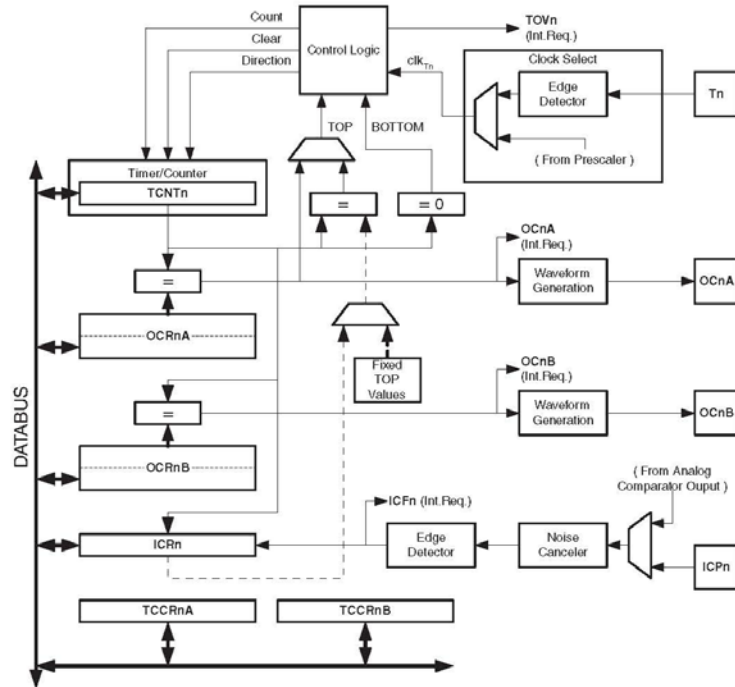 Count
Clear
Direction
Control Logic
TOVn
(Int.Req.)
clkTn
Clock Select
Edge
Detector
Tn
( From Prescaler )
TOP
BOTTOM
Timer/Counter
TCNTn
=
= 0
=
OCnA
(Int.Req.)
Waveform
Generation
OCnA
OCRnA
Fixed
TOP
Values
DATABUS
=
OCnB
(Int.Req.)
Waveform
Generation
OCnB
OCRnB
( From Analog
Comparator Ouput )
ICFn (Int.Req.)
ICRn
Edge
Detector
Noise
Canceler
ICPn
TCCRnA
TCCRnB